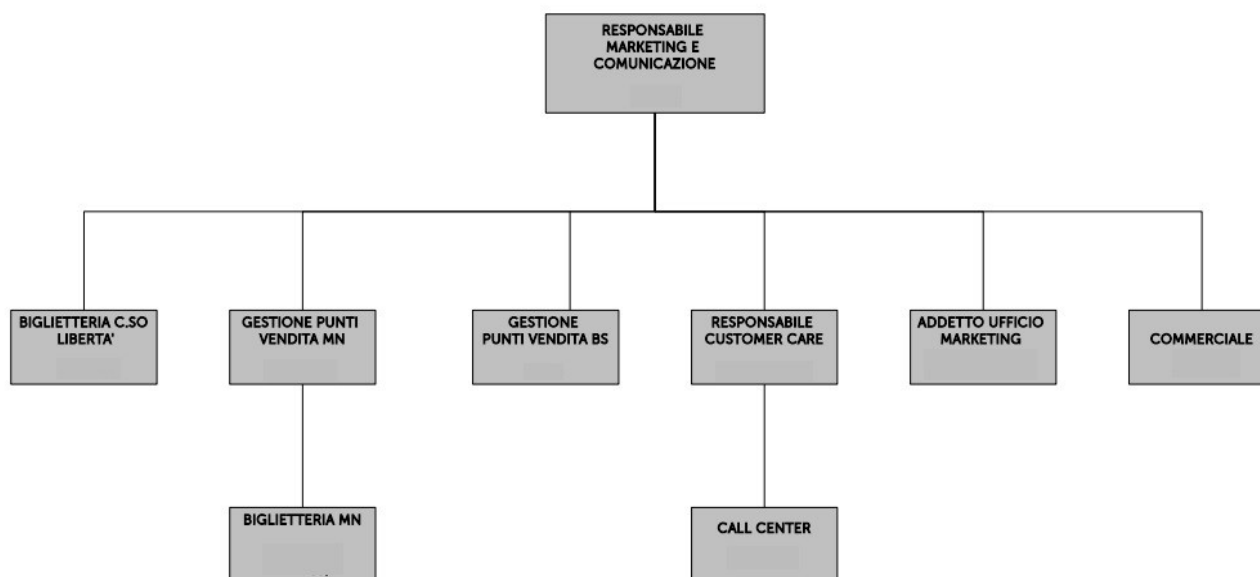 RESPONSABILE
MARKETING E
COMUNICAZIONE
BIGLIETTERIA C.SO
LIBERTA'
GESTIONE PUNTI
VENDITA MN
GESTIONE
PUNTI VENDITA BS
RESPONSABILE
CUSTOMER CARE
ADDETTO UFFICIO
MARKETING
COMMERCIALE
BIGLIETTERIA MN
CALL CENTER